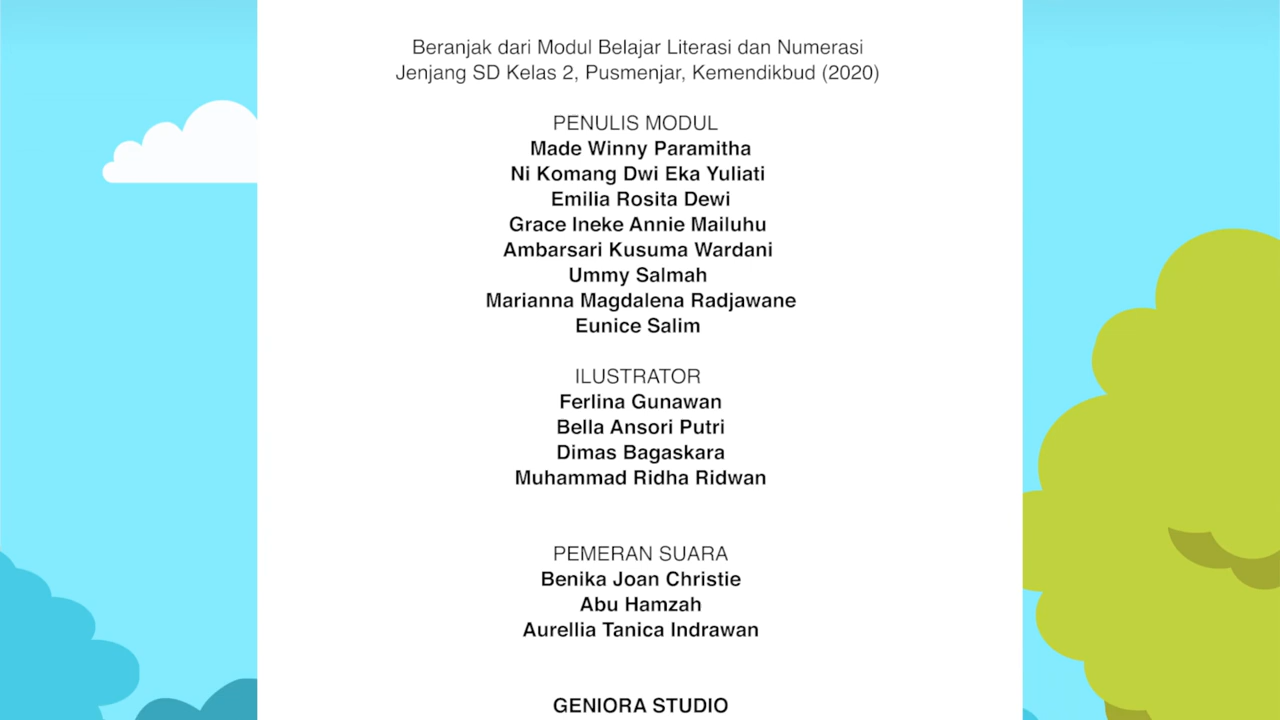 Beranjak dari Modul Belajar Literasi dan Numerasi
Jenjang SD Kelas 2, Pusmenjar, Kemendikbud (2020)
PENULIS MODUL
Made Winny Paramitha
Ni Komang Dwi Eka Yuliati
Emilia Rosita Dewi
Grace Ineke Annie Mailuhu
Ambarsari Kusuma Wardani
Ummy Salmah
Marianna Magdalena Radjawane
Eunice Salim
ILUSTRATOR
Ferlina Gunawan
Bella Ansori Putri
Dimas Bagaskara
Muhammad Ridha Ridwan
PEMERAN SUARA
Benika Joan Christie
Abu Hamzah
Aurellia Tanica Indrawan
GENIORA STUDIO